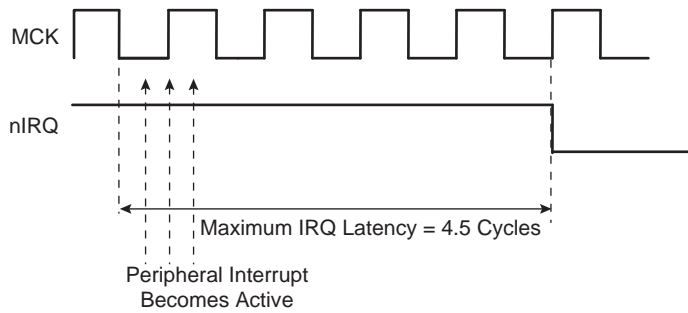 MCK
nIRQ
Maximum IRQ Latency = 4.5 Cycles
Peripheral Interrupt
Becomes Active